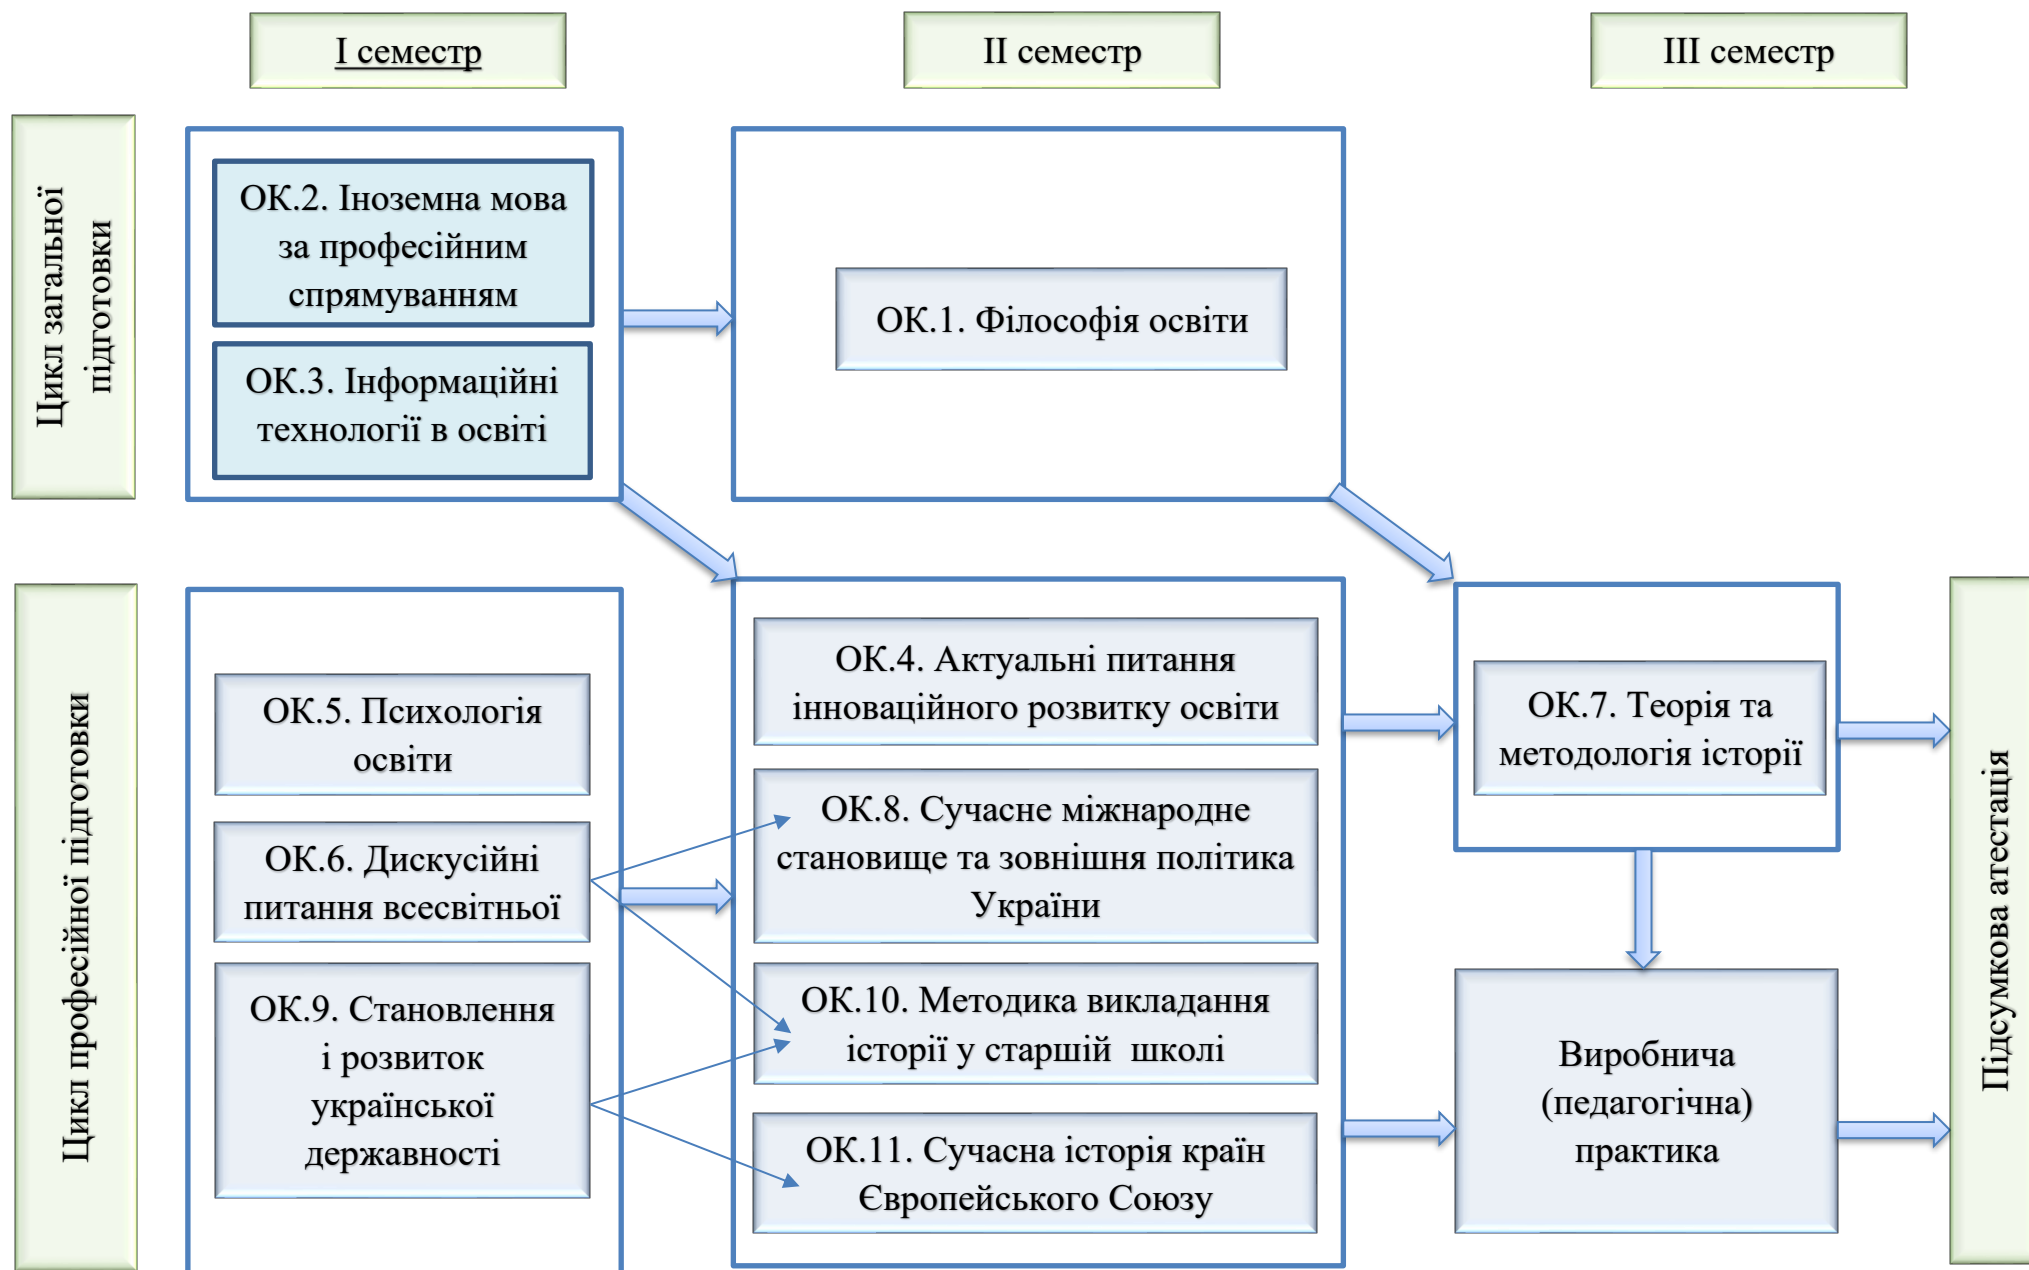 І семестр
ІІ семестр
ІІІ семестр
Цикл загальної
підготовки
ОК.2. Іноземна мова
за професійним
спрямуванням
ОК.3. Інформаційні
технології в освіті
ОК.1. Філософія освіти
Цикл професійної підготовки
ОК.5. Психологія
освіти
ОК.6. Дискусійні
питання всесвітньої
ОК.9. Становлення
і розвиток
української
державності
ОК.4. Актуальні питання
інноваційного розвитку освіти
ОК.8. Сучасне міжнародне
становище та зовнішня політика
України
ОК.10. Методика викладання
історії у старшій школі
ОК.11. Сучасна історія країн
Європейського Союзу
ОК.7. Теорія та
методологія історії
Виробнича
(педагогічна)
практика
Підсумкова атестація